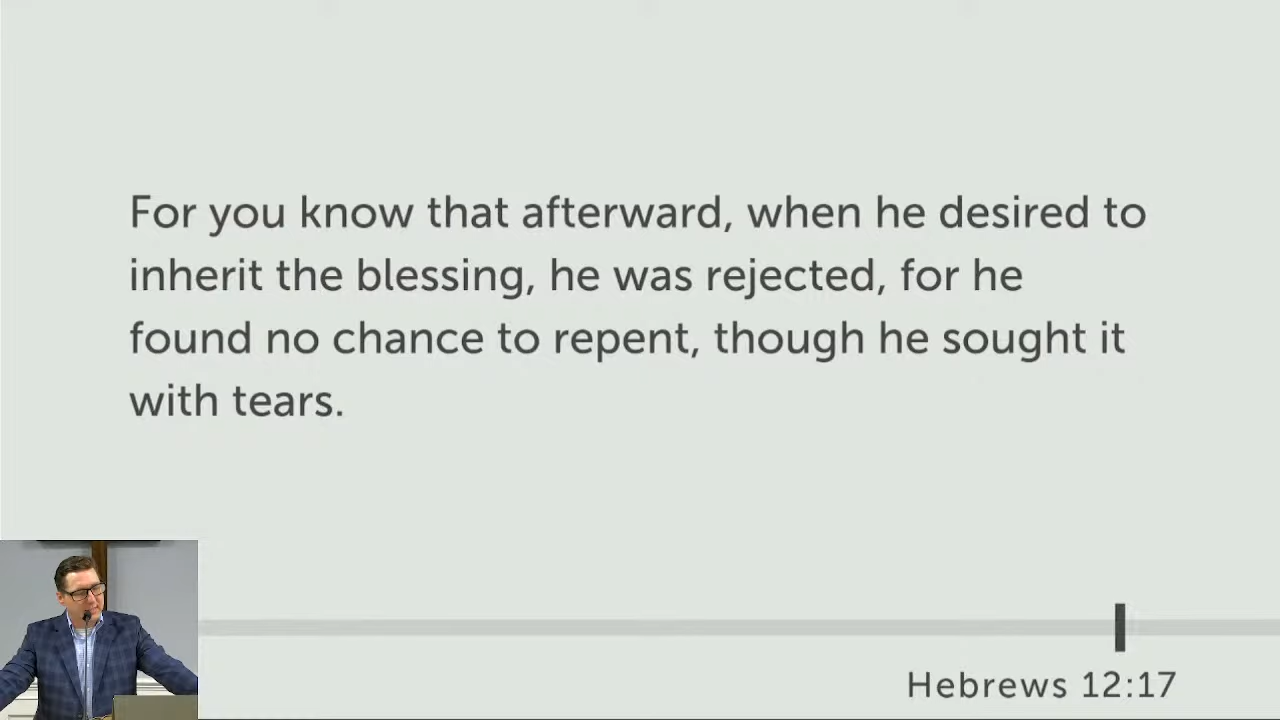 For you know that afterward, when he desired to
inherit the blessing, he was rejected, for he
found no chance to repent, though he sought it
with tears.
Hebrews 12:17